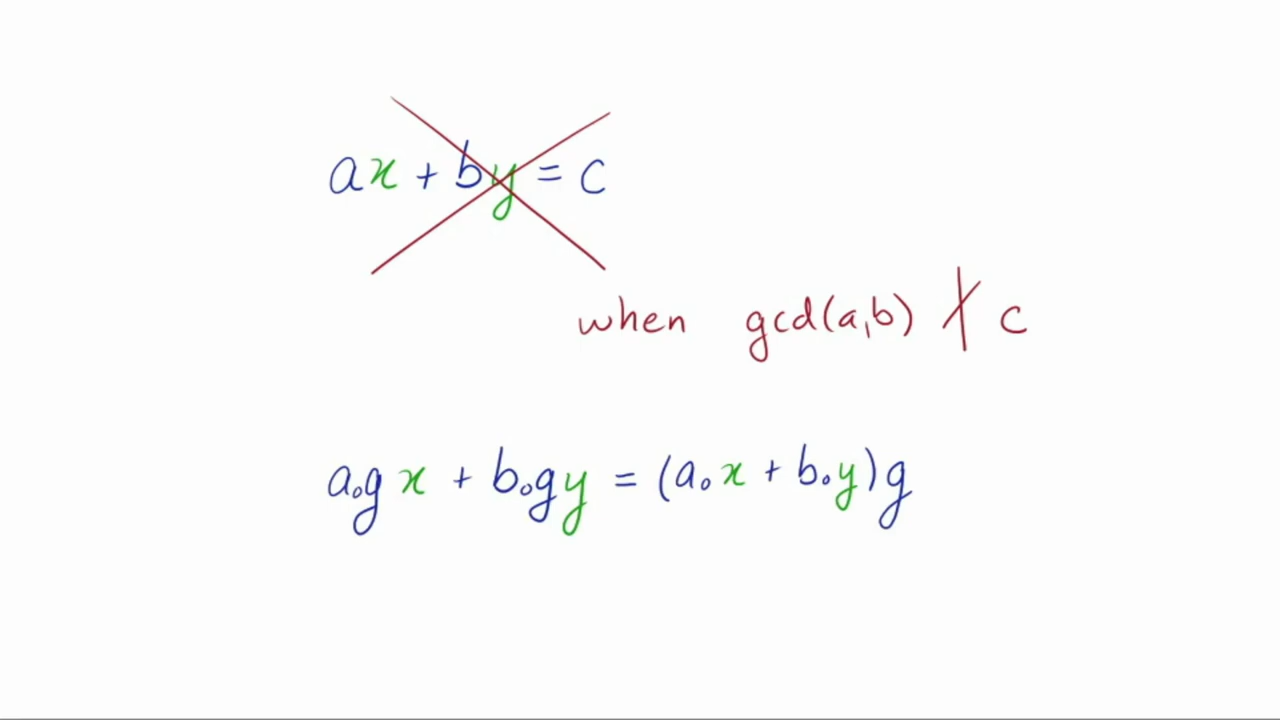 ax + by = c
when gcd(a,b) ∤ c
a₀g x + b₀g y = (a₀x + b₀y)g